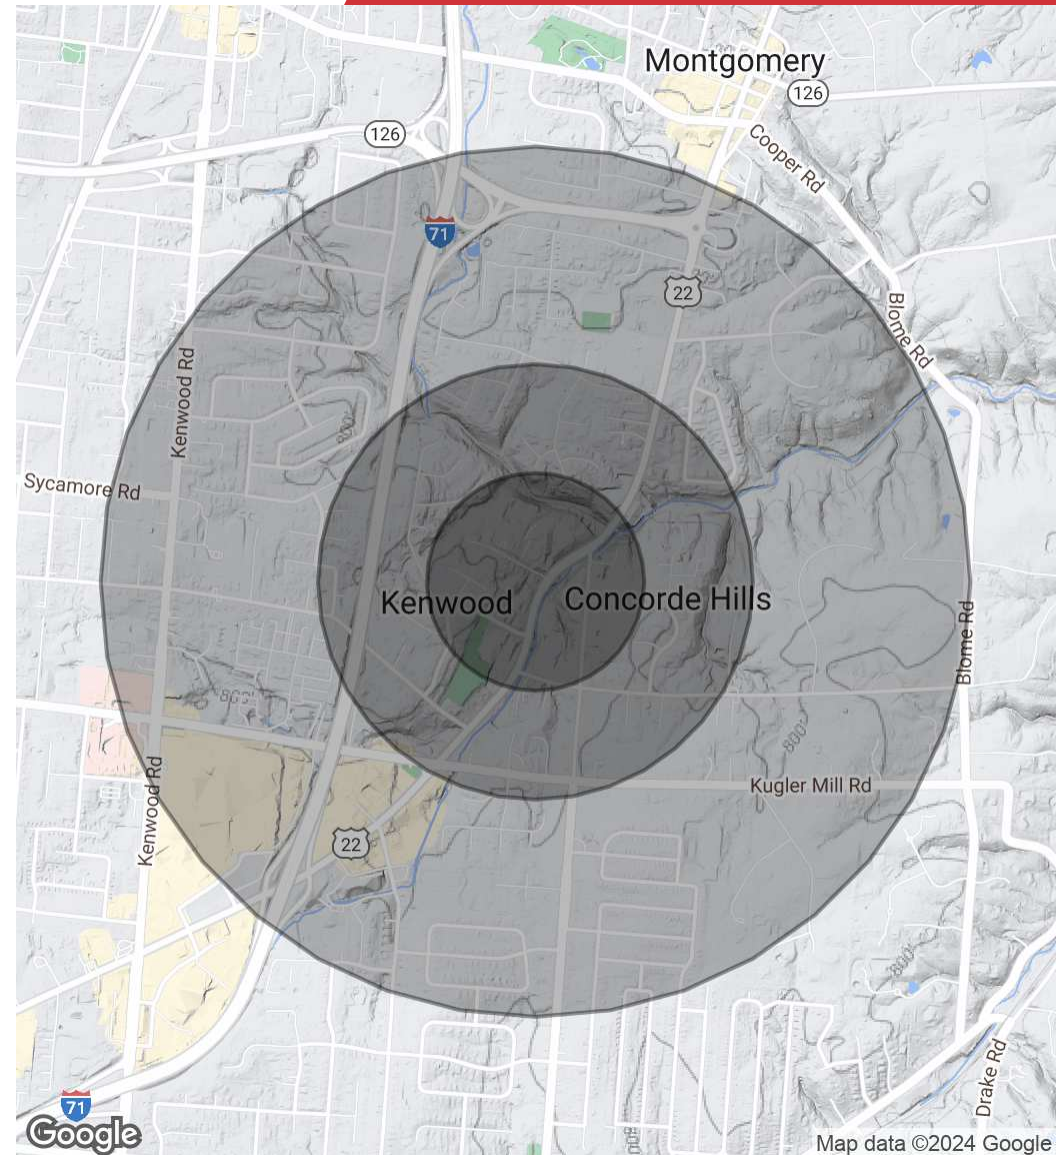 Montgomery
126
126
Cooper Rd
71
22
Blome Rd
Kenwood Rd
800'
Sycamore Rd
Kenwood
Concorde Hills
Blome Rd
800'
Kenwood Rd
Kugler Mill Rd
22
800'
Drake Rd
71
Google
Map data ©2024 Google